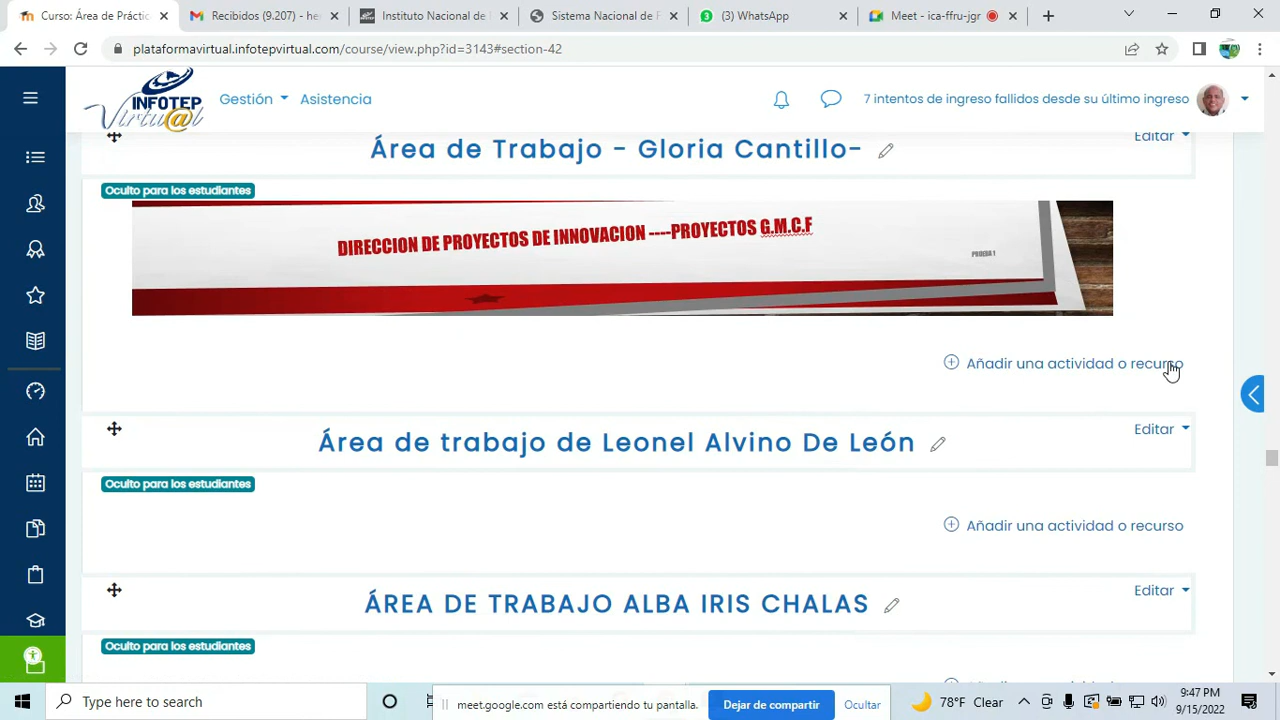 Curso: Área de Práctic
Recibidos (9.207) - he
Instituto Nacional de
Sistema Nacional de F
(3) WhatsApp
Meet - ica-ffru-jgr
plataformavirtual.infotepvirtual.com/course/view.php?id=3143#section-42
INFOTEP
Virtu@l
Gestión
Asistencia
7 intentos de ingreso fallidos desde su último ingreso
Área de Trabajo - Gloria Cantillo-
Editar
Oculto para los estudiantes
DIRECCION DE PROYECTOS DE INNOVACION ----PROYECTOS G.M.C.F
PRUEBA 1
Añadir una actividad o recurso
Área de trabajo de Leonel Alvino De León
Editar
Oculto para los estudiantes
Añadir una actividad o recurso
ÁREA DE TRABAJO ALBA IRIS CHALAS
Editar
Oculto para los estudiantes
Type here to search
meet.google.com está compartiendo tu pantalla.
Dejar de compartir
Ocultar
78°F Clear
9:47 PM
9/15/2022